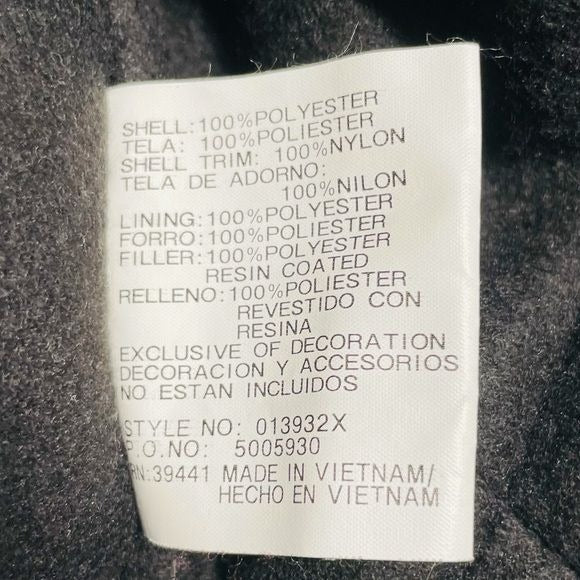 SHELL:100%POLYESTER
TELA: 100%POLIESTER
SHELL TRIM: 100%NYLON
TELA DE ADORNO:
100%NILON
LINING:100%POLYESTER
FORRO:100%POLIESTER
FILLER:100%POLYESTER
RESIN COATED
RELLENO:100%POLIESTER
REVESTIDO CON
RESINA
EXCLUSIVE OF DECORATION
DECORACION Y ACCESORIOS
NO ESTAN INCLUIDOS
STYLE NO: 013932X
P.O.NO: 5005930
RN:39441 MADE IN VIETNAM/
HECHO EN VIETNAM